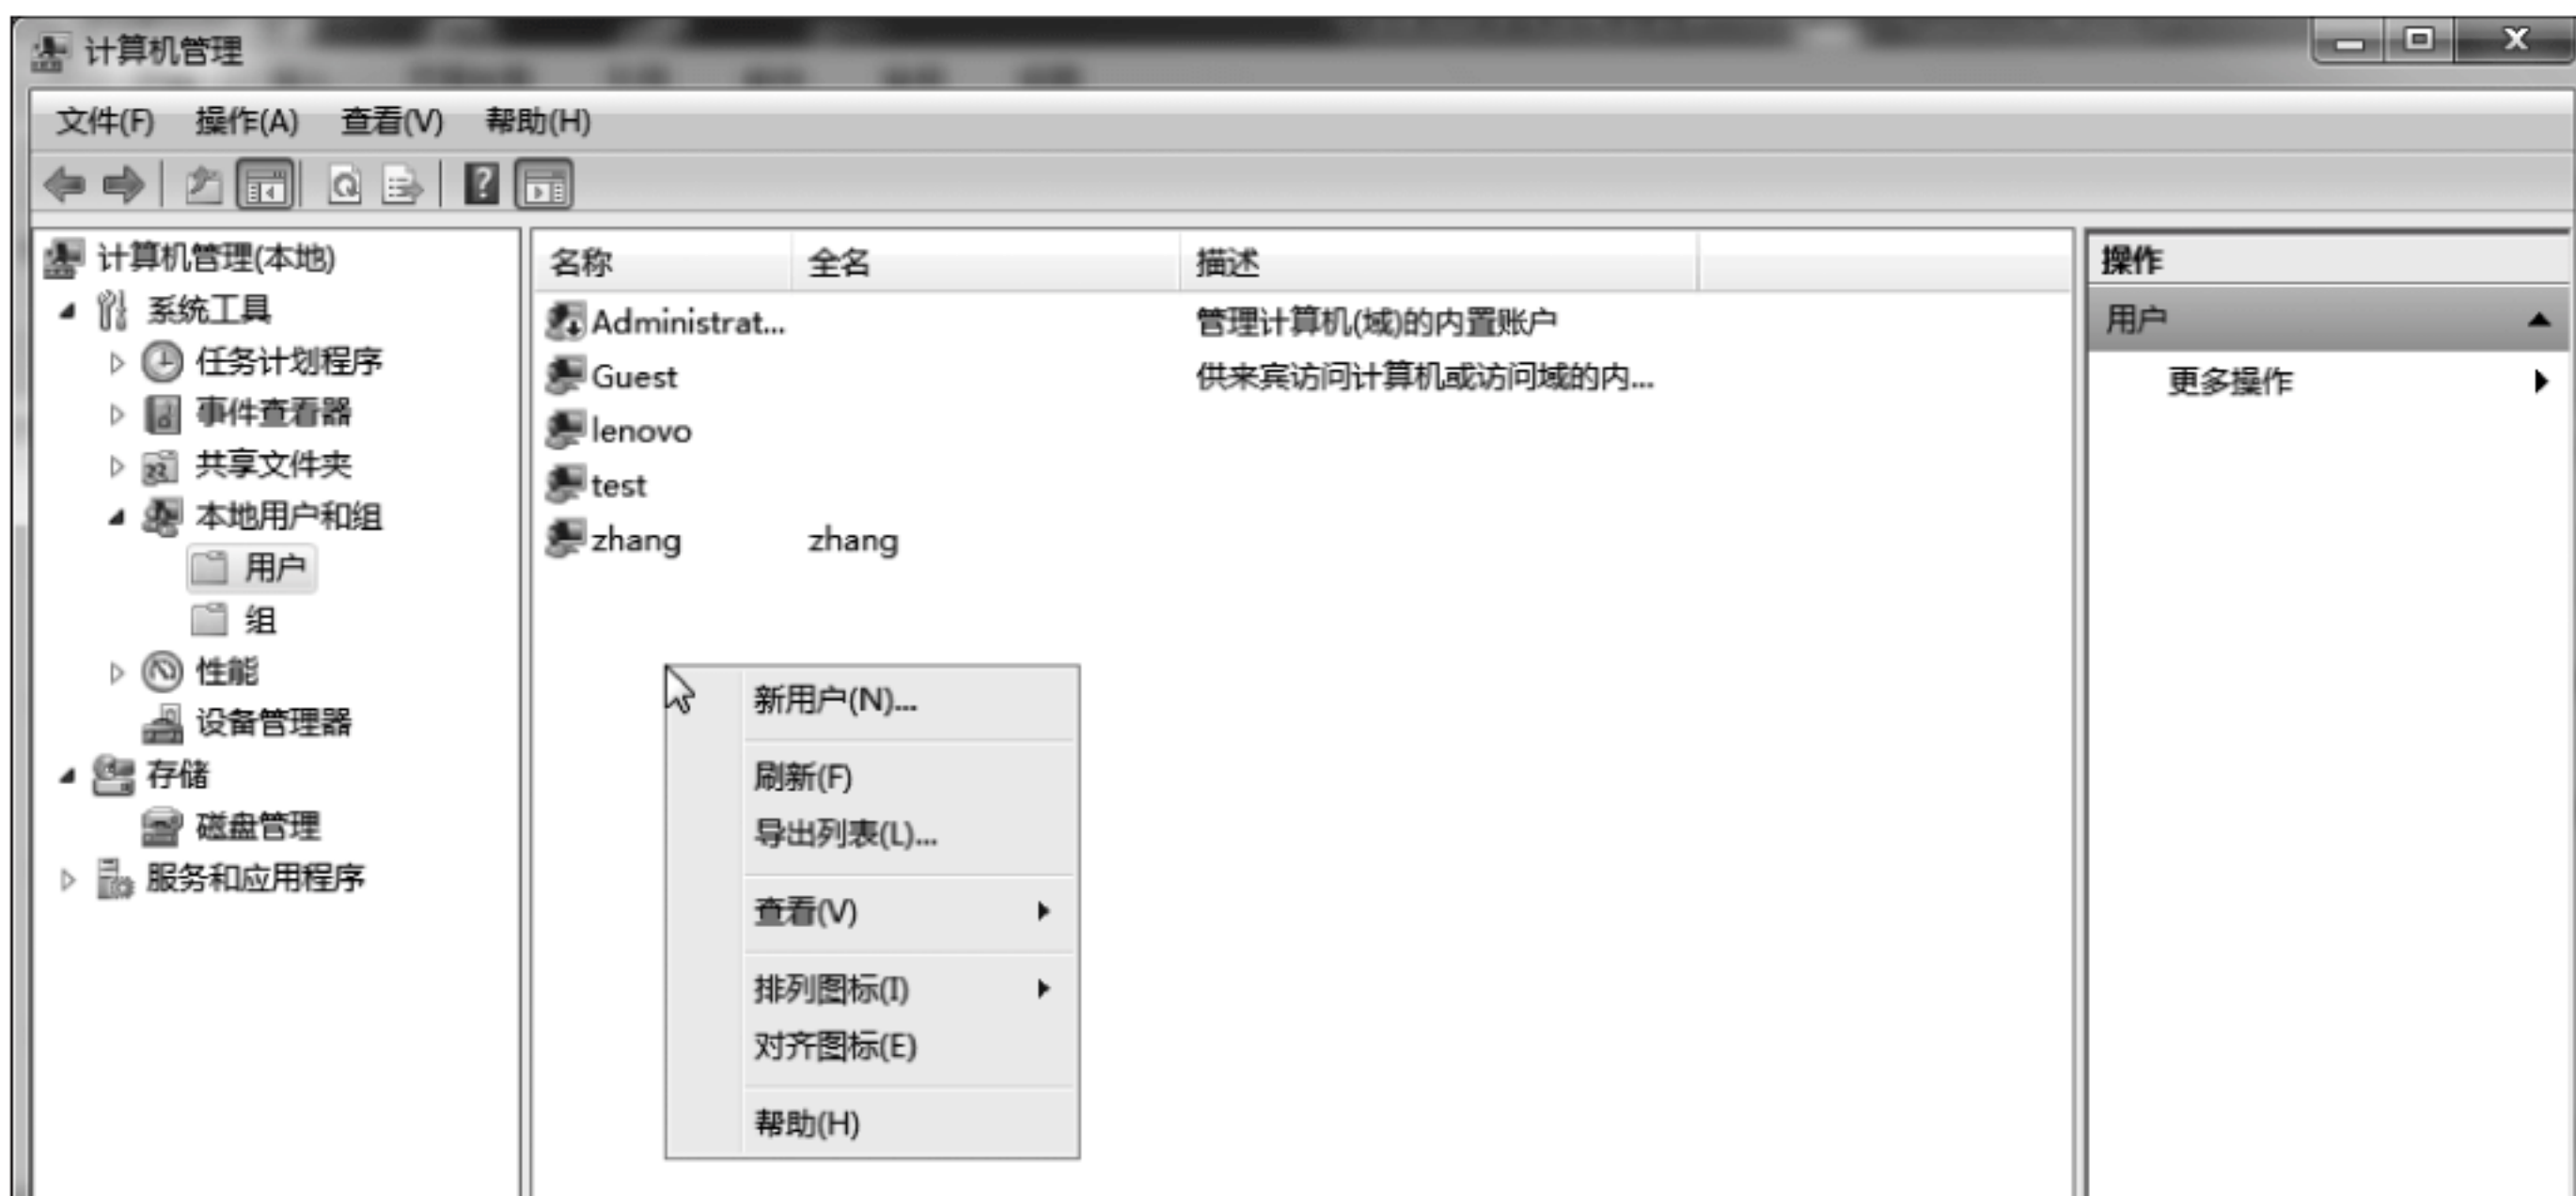 计算机管理
文件(F) 操作(A) 查看(V) 帮助(H)
计算机管理(本地)
系统工具
任务计划程序
事件查看器
共享文件夹
本地用户和组
用户
组
性能
设备管理器
存储
磁盘管理
服务和应用程序
名称 全名 描述
Administrat... 管理计算机(域)的内置账户
Guest 供来宾访问计算机或访问域的内...
lenovo
test
zhang zhang
新用户(N)...
刷新(F)
导出列表(L)...
查看(V)
排列图标(I)
对齐图标(E)
帮助(H)
操作
用户
更多操作